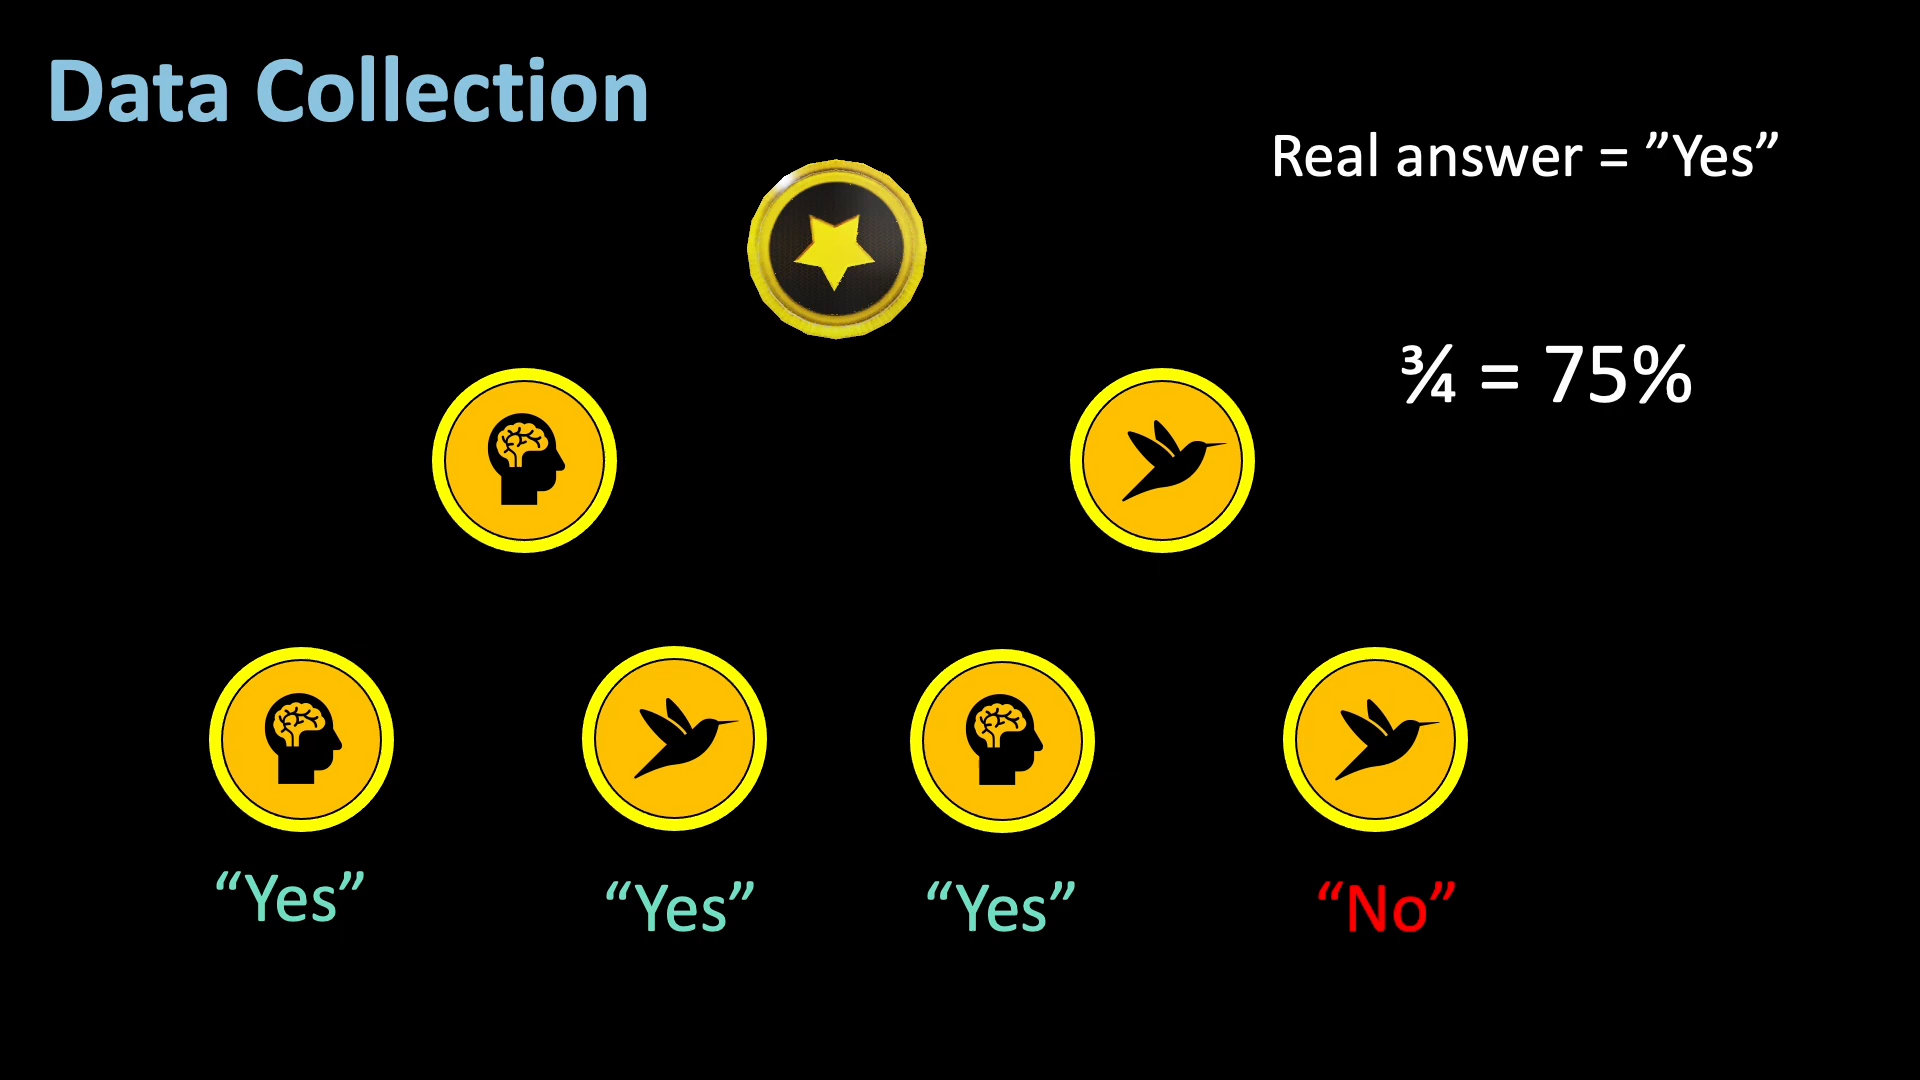 Data Collection
Real answer = ”Yes”
¾ = 75%
“Yes”
“Yes”
“Yes”
“No”